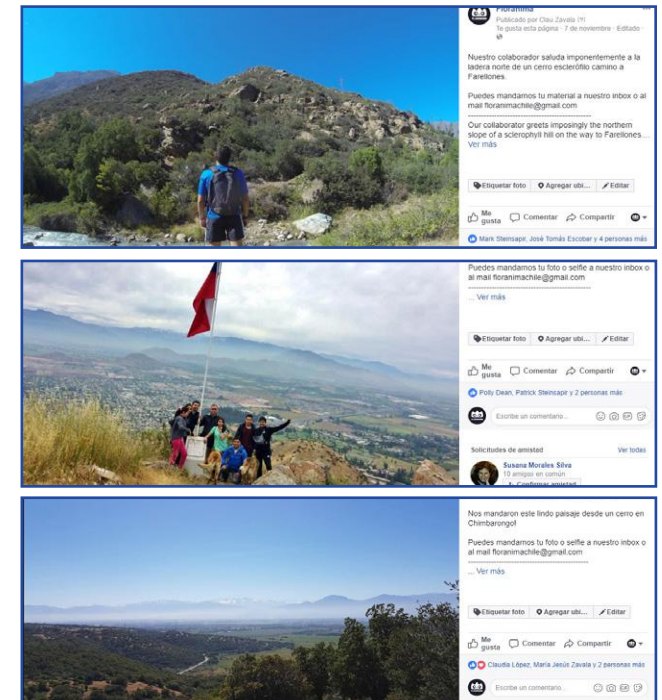 Floranima
Publicado por Clau Zavala [?]
Te gusta esta página · 7 de noviembre · Editado ·
Nuestro colaborador saluda imponentemente a la
ladera norte de un cerro esclerófilo camino a
Farellones.
Puedes mandarnos tu material a nuestro inbox o al
mail floranimachile@gmail.com
----------------------------------------------------
Our collaborator greets imposingly the northern
slope of a sclerophyll hill on the way to Farellones...
Ver más
Etiquetar foto Agregar ubi... Editar
Me gusta Comentar Compartir
Mark Steinsapir, José Tomás Escobar y 4 personas más
Puedes mandarnos tu foto o selfie a nuestro inbox o
al mail floranimachile@gmail.com
----------------------------------------------------
... Ver más
Etiquetar foto Agregar ubi... Editar
Me gusta Comentar Compartir
Polly Dean, Patrick Steinsapir y 2 personas más
Escribe un comentario...
Solicitudes de amistad Ver todas
Susana Morales Silva
10 amigos en común
Confirmar amistad
Nos mandaron este lindo paisaje desde un cerro en
Chimbarongo!
Puedes mandarnos tu foto o selfie a nuestro inbox o
al mail floranimachile@gmail.com
----------------------------------------------------
... Ver más
Etiquetar foto Agregar ubi... Editar
Me gusta Comentar Compartir
Claudia López, María Jesús Zavala y 2 personas más
Escribe un comentario...